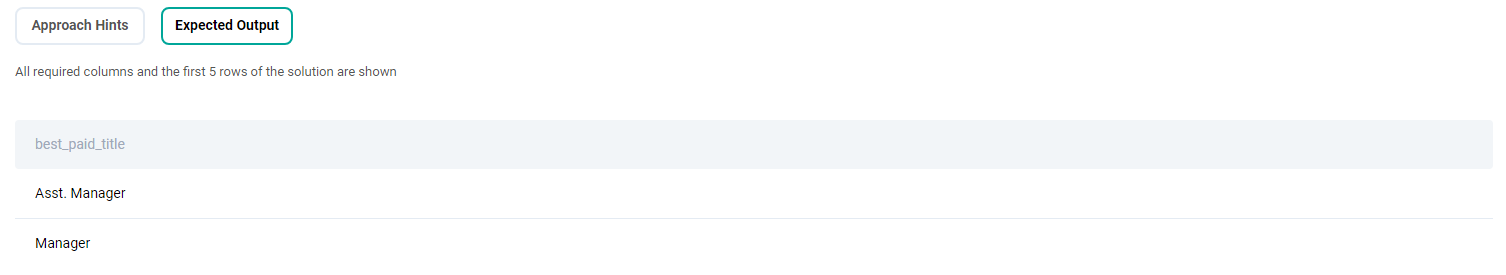 Approach Hints Expected Output
All required columns and the first 5 rows of the solution are shown
best_paid_title
Asst. Manager
Manager